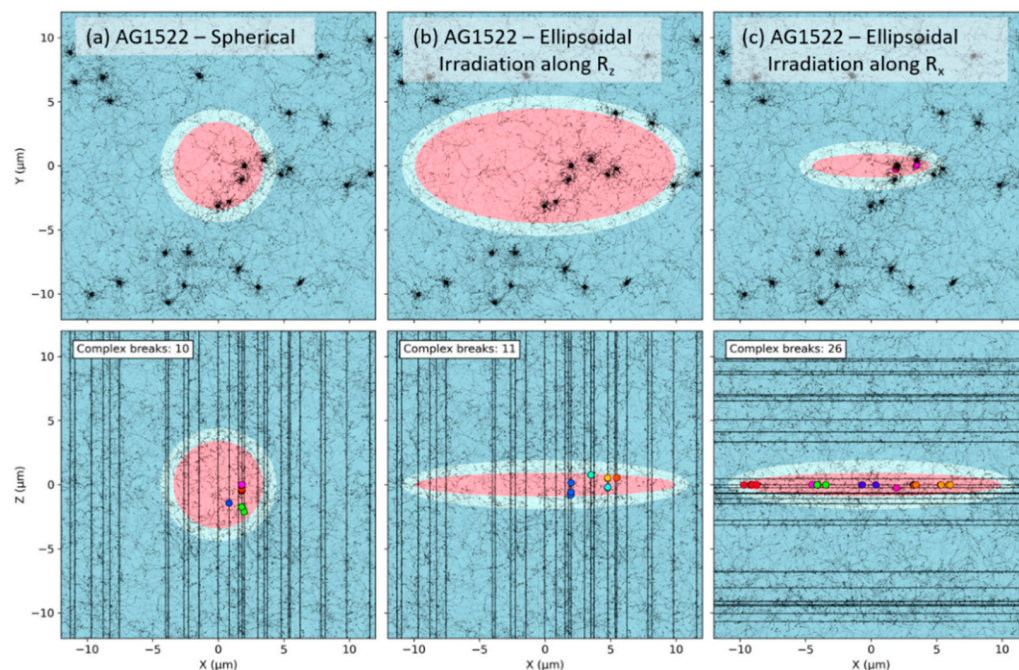 (a) AG1522 – Spherical
(b) AG1522 – Ellipsoidal
Irradiation along Rz
(c) AG1522 – Ellipsoidal
Irradiation along Rx
Y (μm)
10
5
0
−5
−10
Complex breaks: 10
Complex breaks: 11
Complex breaks: 26
Z (μm)
10
5
0
−5
−10
−10 −5 0 5 10
−10 −5 0 5 10
−10 −5 0 5 10
X (μm)
X (μm)
X (μm)